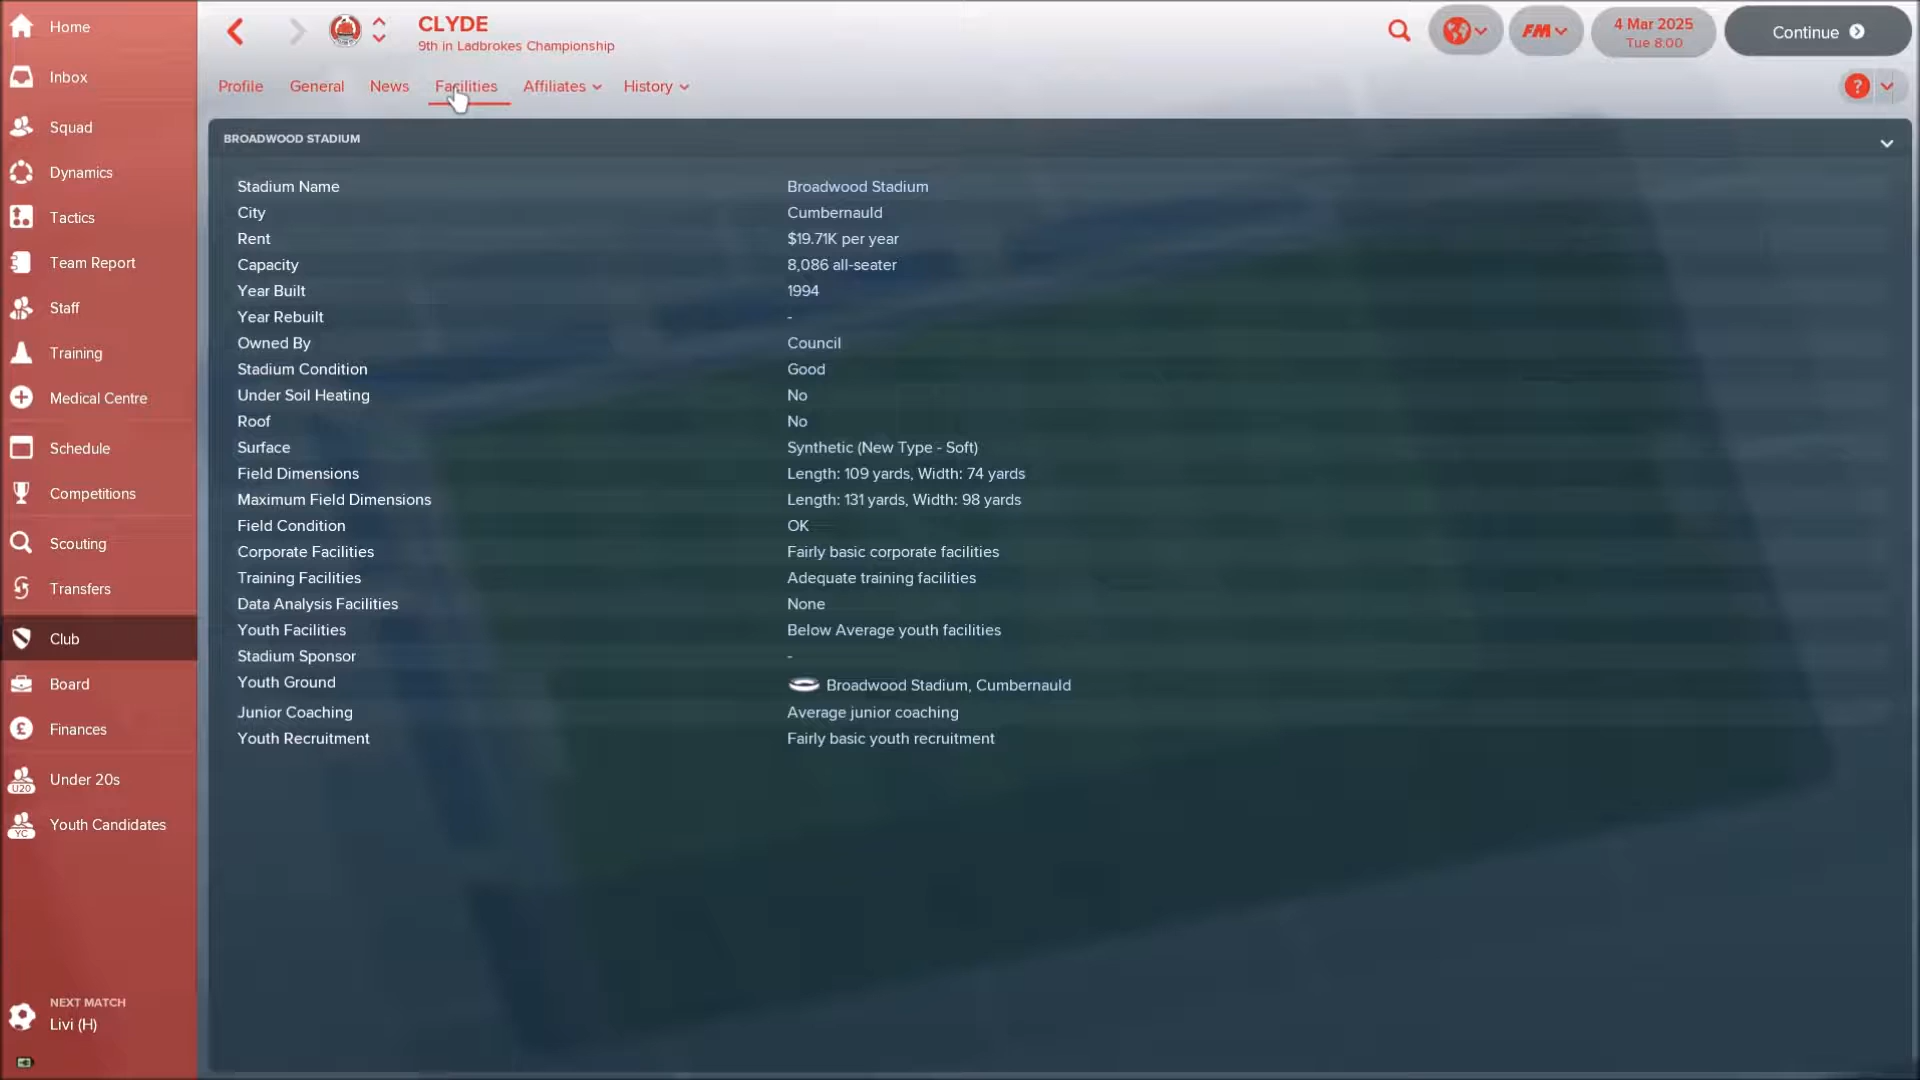 Home
Inbox
Squad
Dynamics
Tactics
Team Report
Staff
Training
Medical Centre
Schedule
Competitions
Scouting
Transfers
Club
Board
Finances
U20
Under 20s
YC
Youth Candidates
NEXT MATCH
Livi (H)
CLYDE
9th in Ladbrokes Championship
FM
4 Mar 2025
Tue 8:00
Continue
Profile General News Facilities Affiliates History
?
BROADWOOD STADIUM
Stadium Name Broadwood Stadium
City Cumbernauld
Rent $19.71K per year
Capacity 8,086 all-seater
Year Built 1994
Year Rebuilt -
Owned By Council
Stadium Condition Good
Under Soil Heating No
Roof No
Surface Synthetic (New Type - Soft)
Field Dimensions Length: 109 yards, Width: 74 yards
Maximum Field Dimensions Length: 131 yards, Width: 98 yards
Field Condition OK
Corporate Facilities Fairly basic corporate facilities
Training Facilities Adequate training facilities
Data Analysis Facilities None
Youth Facilities Below Average youth facilities
Stadium Sponsor -
Youth Ground Broadwood Stadium, Cumbernauld
Junior Coaching Average junior coaching
Youth Recruitment Fairly basic youth recruitment